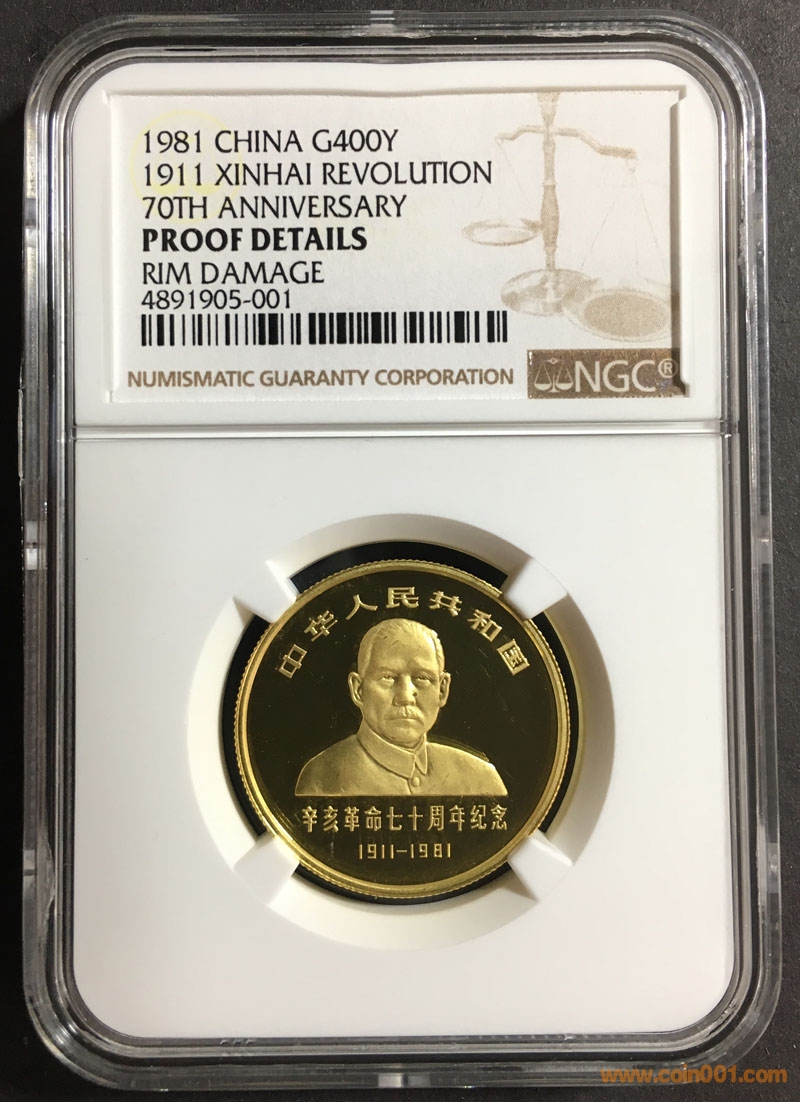 1981 CHINA G400Y
1911 XINHAI REVOLUTION
70TH ANNIVERSARY
PROOF DETAILS
RIM DAMAGE
4891905-001
NUMISMATIC GUARANTY CORPORATION
NGC®
中华人民共和国
辛亥革命七十周年纪念
1911-1981
www.coin001.com